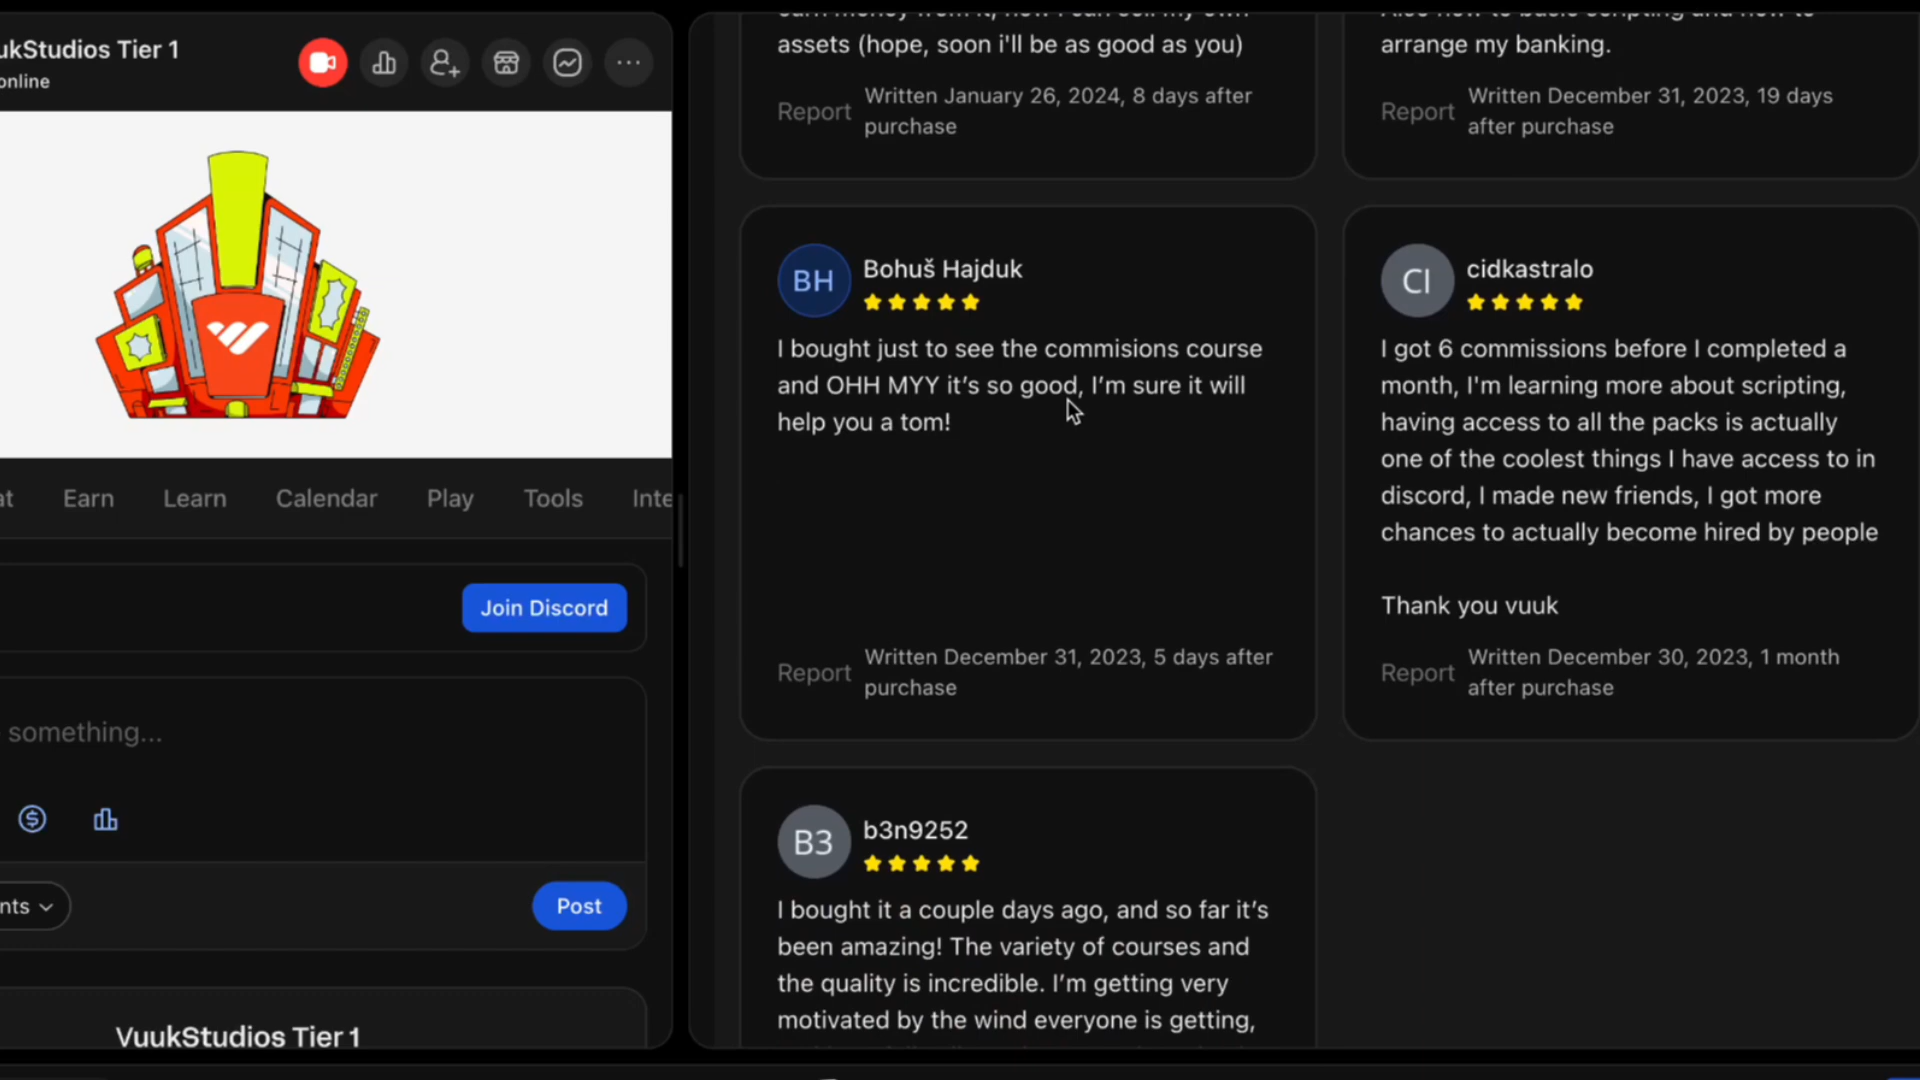 ukStudios Tier 1
online
at
Earn
Learn
Calendar
Play
Tools
Inte
Join Discord
something...
nts
Post
VuukStudios Tier 1
assets (hope, soon i'll be as good as you)
Report
Written January 26, 2024, 8 days after
purchase
arrange my banking.
Report
Written December 31, 2023, 19 days
after purchase
BH
Bohuš Hajduk
I bought just to see the commisions course
and OHH MYY it's so good, I'm sure it will
help you a tom!
Report
Written December 31, 2023, 5 days after
purchase
CI
cidkastralo
I got 6 commissions before I completed a
month, I'm learning more about scripting,
having access to all the packs is actually
one of the coolest things I have access to in
discord, I made new friends, I got more
chances to actually become hired by people
Thank you vuuk
Report
Written December 30, 2023, 1 month
after purchase
B3
b3n9252
I bought it a couple days ago, and so far it's
been amazing! The variety of courses and
the quality is incredible. I'm getting very
motivated by the wind everyone is getting,